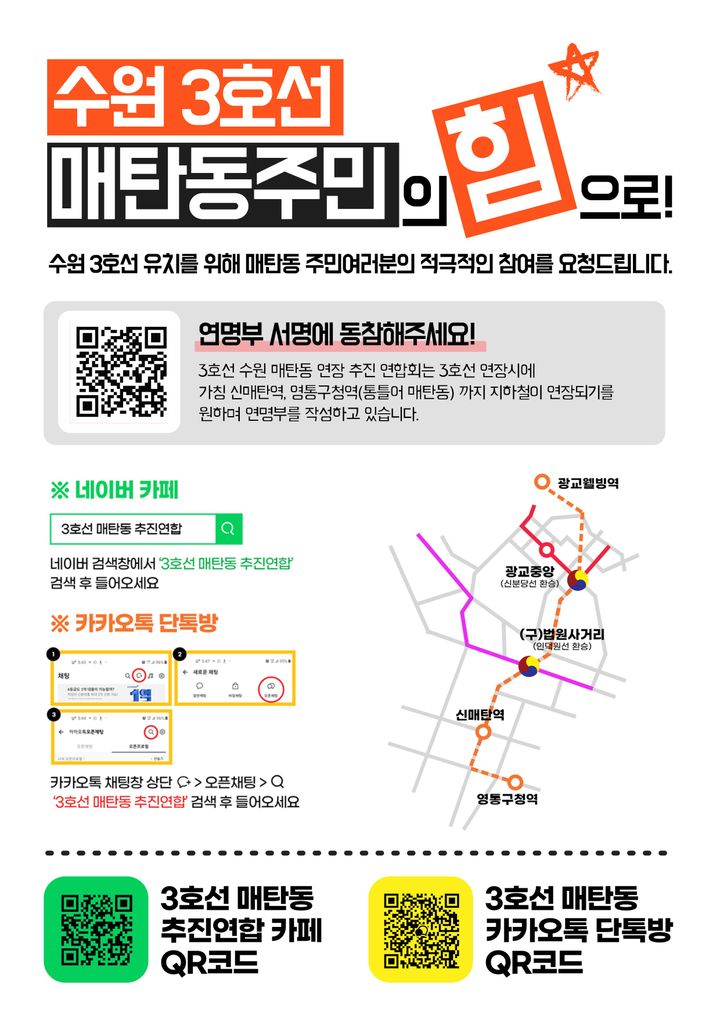 수원 3호선
매탄동주민의 힘으로!
수원 3호선 유치를 위해 매탄동 주민여러분의 적극적인 참여를 요청드립니다.
연명부 서명에 동참해주세요!
3호선 수원 매탄동 연장 추진 연합회는 3호선 연장시에
가칭 신매탄역, 영통구청역(통틀어 매탄동) 까지 지하철이 연장되기를
원하며 연명부를 작성하고 있습니다.
※ 네이버 카페
3호선 매탄동 추진연합
네이버 검색창에서 '3호선 매탄동 추진연합'
검색 후 들어오세요
※ 카카오톡 단톡방
1
채팅
2
새로운 채팅
일반채팅
비밀채팅
오픈채팅
3
카카오톡오픈채팅
오픈채팅
오픈프로필
카카오톡 채팅창 상단 > 오픈채팅 >
'3호선 매탄동 추진연합' 검색 후 들어오세요
광교웰빙역
광교중앙
(신분당선 환승)
(구)법원사거리
(인덕원선 환승)
신매탄역
영통구청역
3호선 매탄동
추진연합 카페
QR코드
3호선 매탄동
카카오톡 단톡방
QR코드